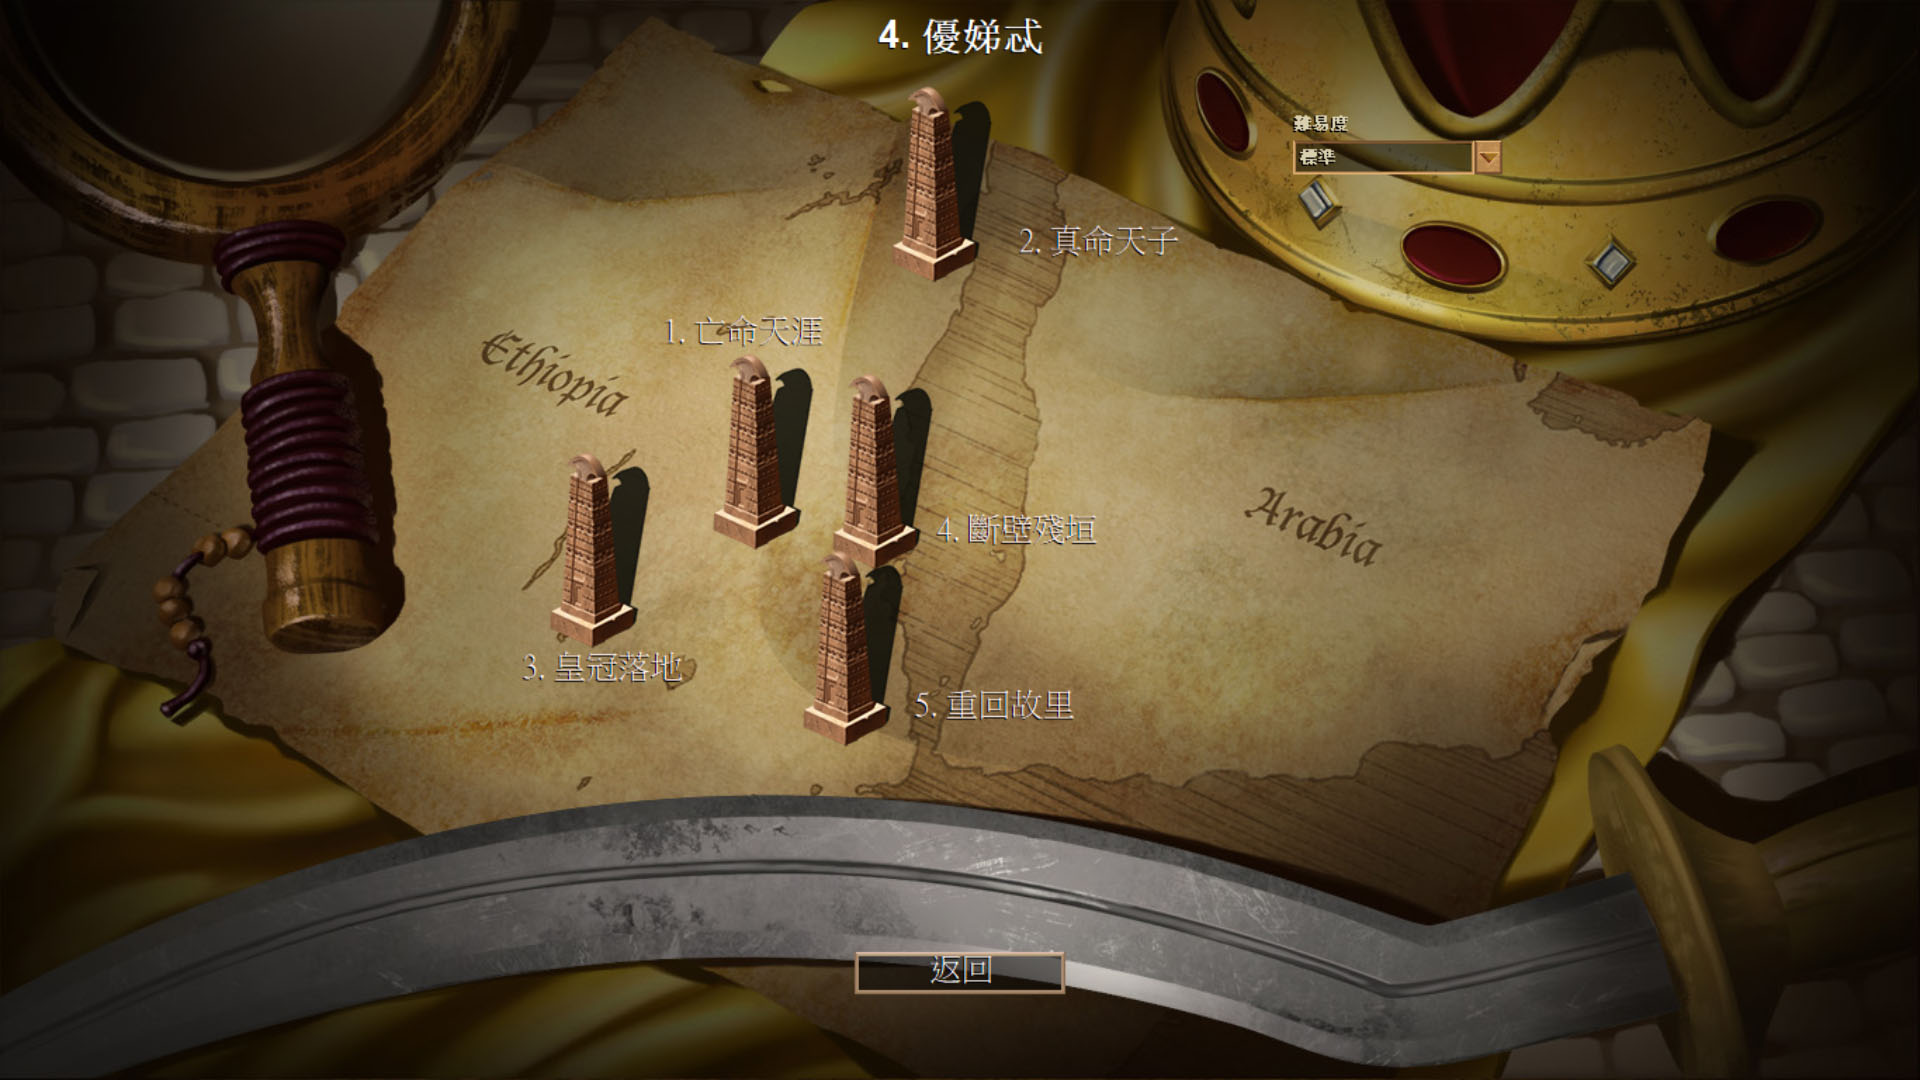 4. 優娣忒
難易度
標準
2. 真命天子
1. 亡命天涯
Ethiopia
Arabia
4. 斷壁殘垣
3. 皇冠落地
5. 重回故里
返回